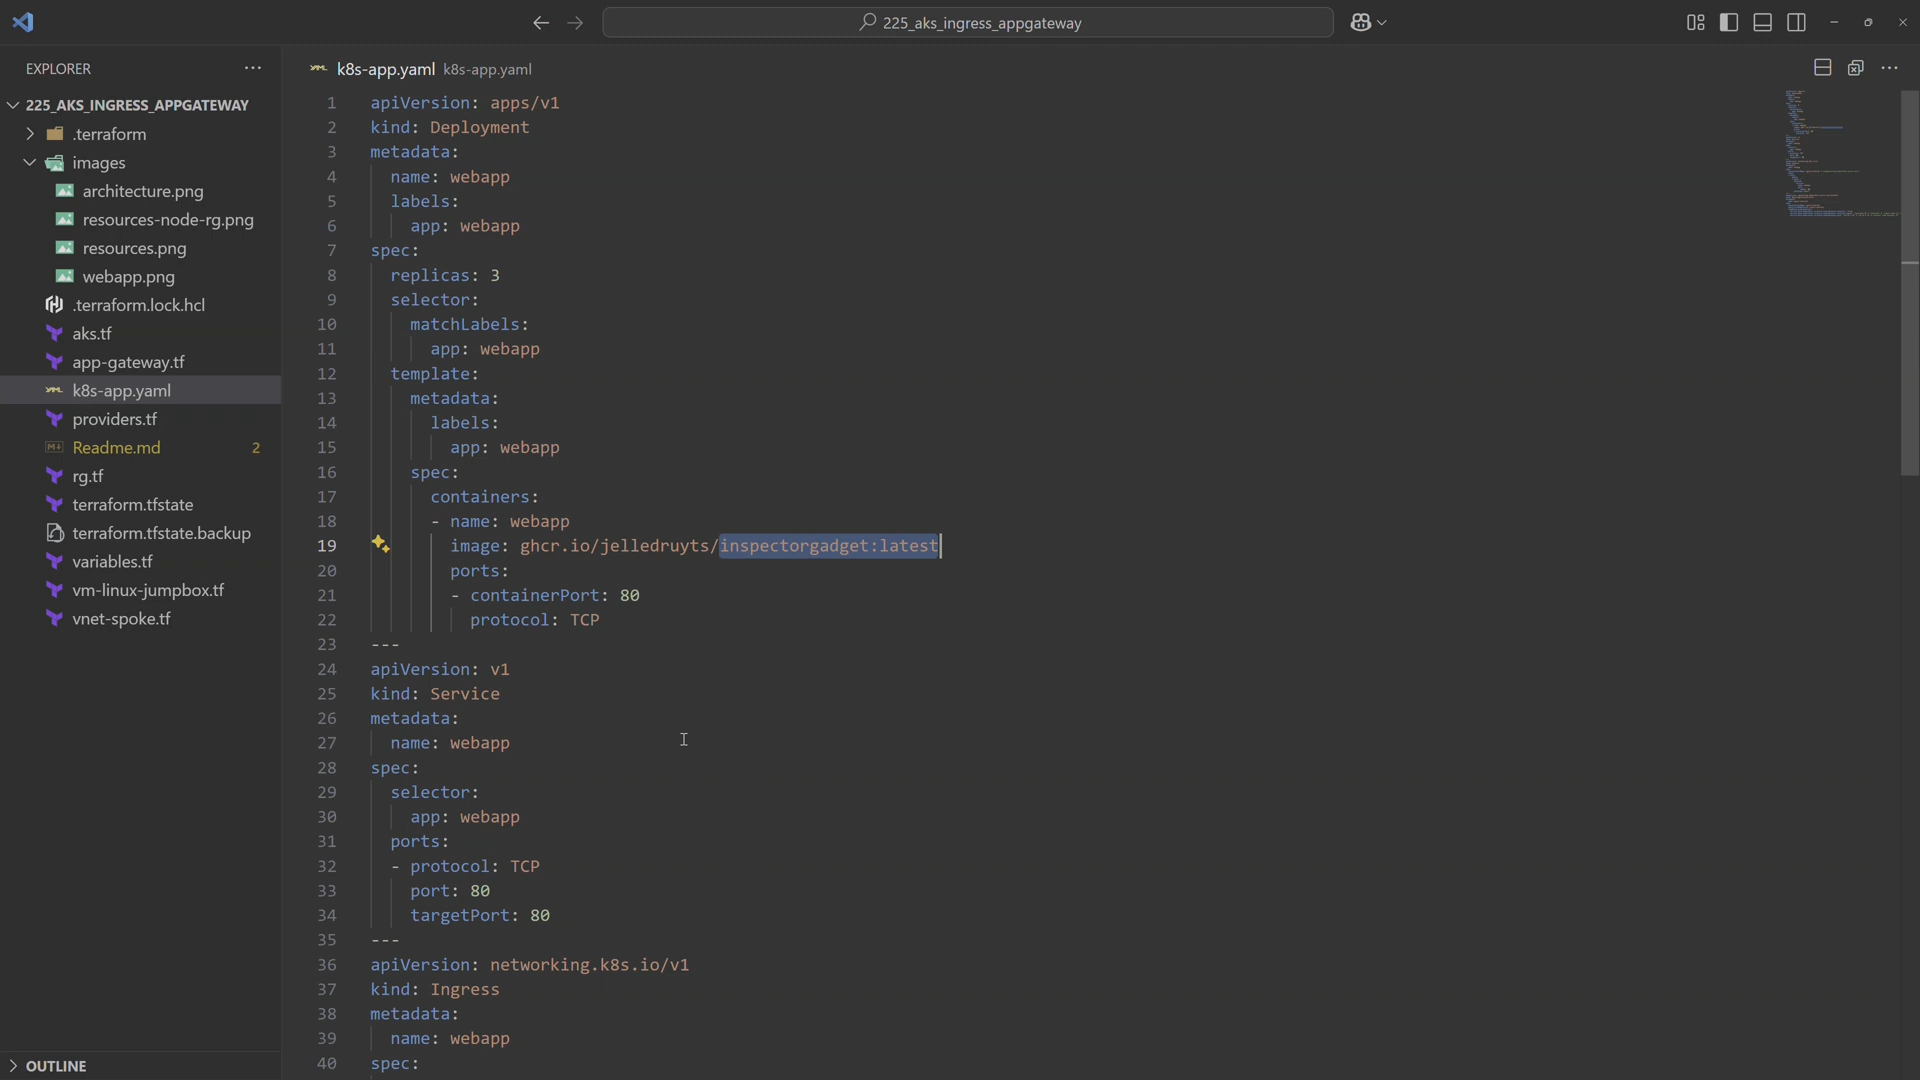 225_aks_ingress_appgateway
EXPLORER
225_AKS_INGRESS_APPGATEWAY
.terraform
images
architecture.png
resources-node-rg.png
resources.png
webapp.png
.terraform.lock.hcl
aks.tf
app-gateway.tf
k8s-app.yaml
providers.tf
Readme.md 2
rg.tf
terraform.tfstate
terraform.tfstate.backup
variables.tf
vm-linux-jumpbox.tf
vnet-spoke.tf
OUTLINE
k8s-app.yaml k8s-app.yaml
1 apiVersion: apps/v1
2 kind: Deployment
3 metadata:
4 name: webapp
5 labels:
6 app: webapp
7 spec:
8 replicas: 3
9 selector:
10 matchLabels:
11 app: webapp
12 template:
13 metadata:
14 labels:
15 app: webapp
16 spec:
17 containers:
18 - name: webapp
19 image: ghcr.io/jelledruyts/inspectorgadget:latest
20 ports:
21 - containerPort: 80
22 protocol: TCP
23 ---
24 apiVersion: v1
25 kind: Service
26 metadata:
27 name: webapp
28 spec:
29 selector:
30 app: webapp
31 ports:
32 - protocol: TCP
33 port: 80
34 targetPort: 80
35 ---
36 apiVersion: networking.k8s.io/v1
37 kind: Ingress
38 metadata:
39 name: webapp
40 spec: